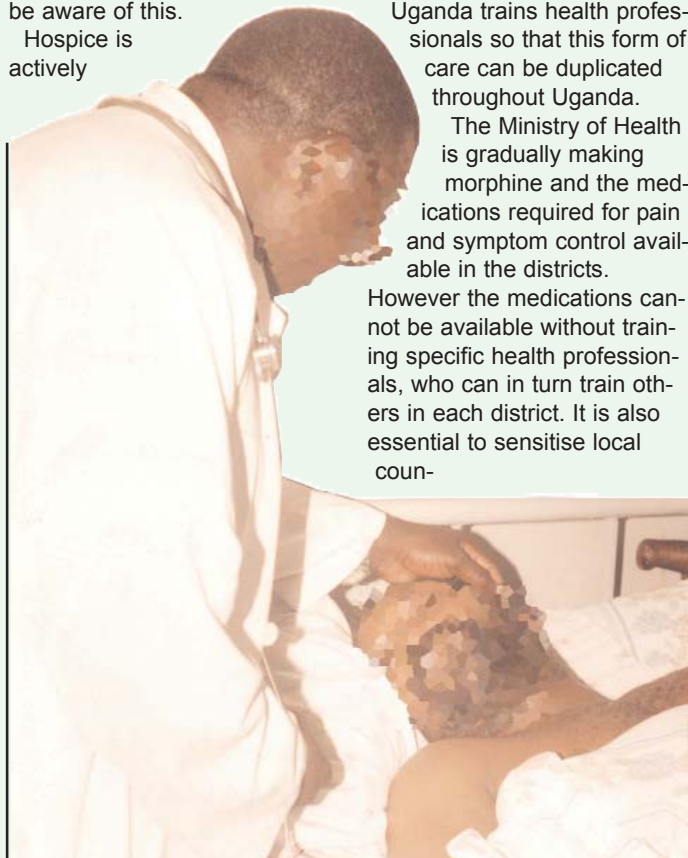 be aware of this.
Hospice is
actively
Uganda trains health profes-
sionals so that this form of
care can be duplicated
throughout Uganda.
The Ministry of Health
is gradually making
morphine and the med-
ications required for pain
and symptom control avail-
able in the districts.
However the medications can-
not be available without train-
ing specific health profession-
als, who can in turn train oth-
ers in each district. It is also
essential to sensitise local
coun-